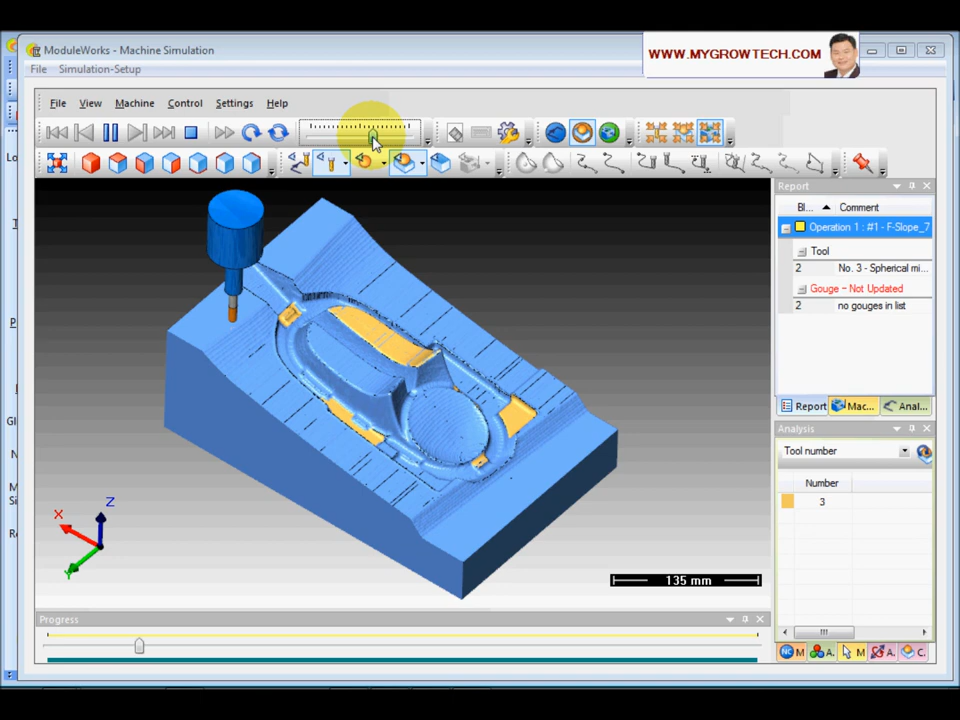 ModuleWorks - Machine Simulation
WWW.MYGROWTECH.COM
File Simulation-Setup
File View Machine Control Settings Help
Report
Bl... Comment
Operation 1 : #1 - F-Slope_7
Tool
2 No. 3 - Spherical mi...
Gouge - Not Updated
2 no gouges in list
Report Mac... Anal...
Analysis
Tool number
Number
3
X
Z
Y
135 mm
Progress
NC M A. M A. C.